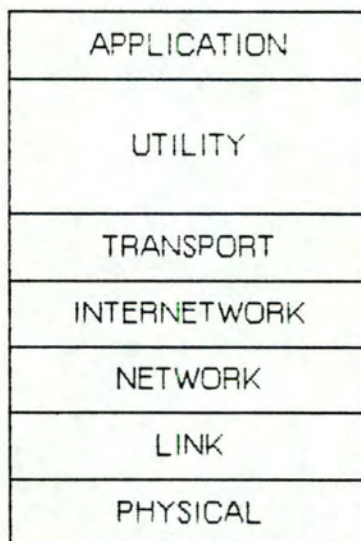 APPLICATION
UTILITY
TRANSPORT
INTERNETWORK
NETWORK
LINK
PHYSICAL